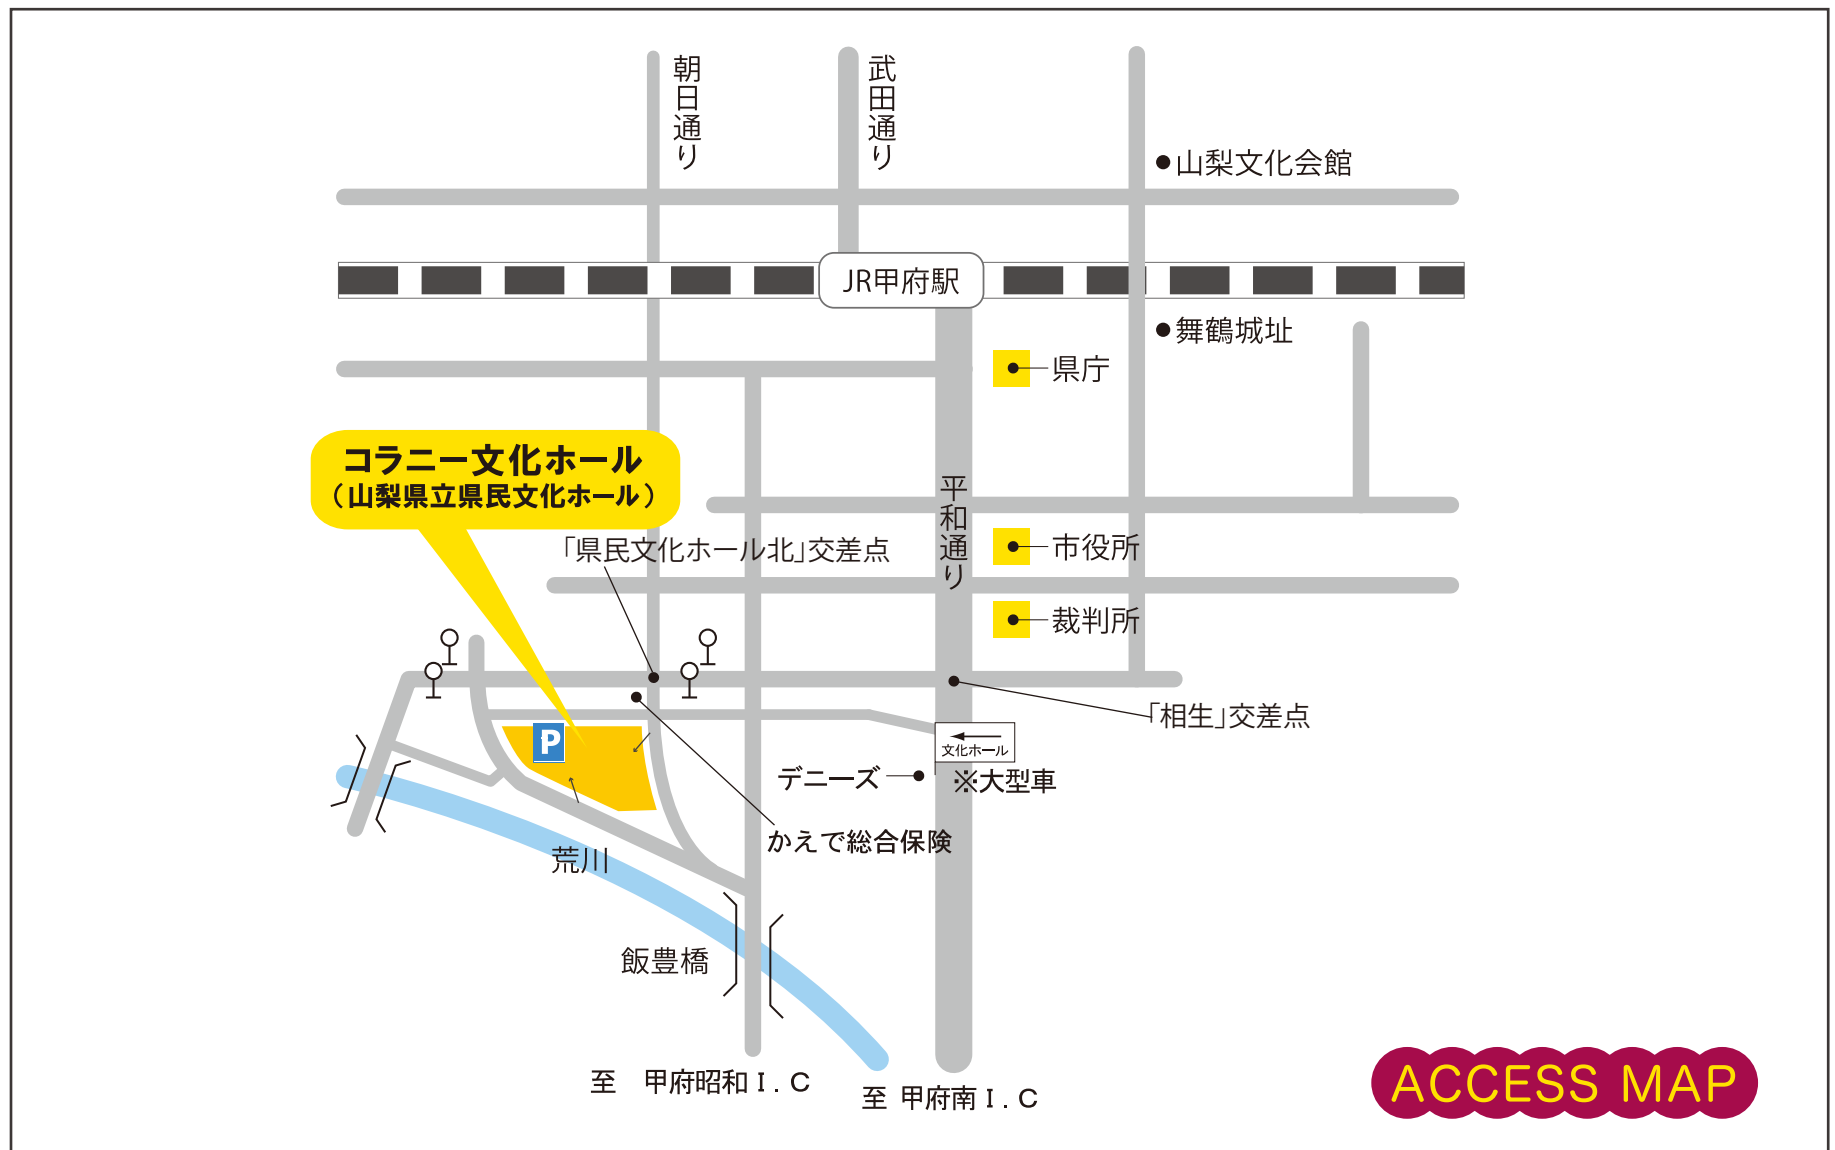 朝日通り
武田通り
山梨文化会館
JR甲府駅
舞鶴城址
県庁
コラニー文化ホール
（山梨県立県民文化ホール）
平和通り
「県民文化ホール北」交差点
市役所
裁判所
「相生」交差点
P
文化ホール
デニーズ
※大型車
かえで総合保険
荒川
飯豊橋
至　甲府昭和Ｉ．Ｃ
至 甲府南Ｉ．Ｃ
ACCESS MAP